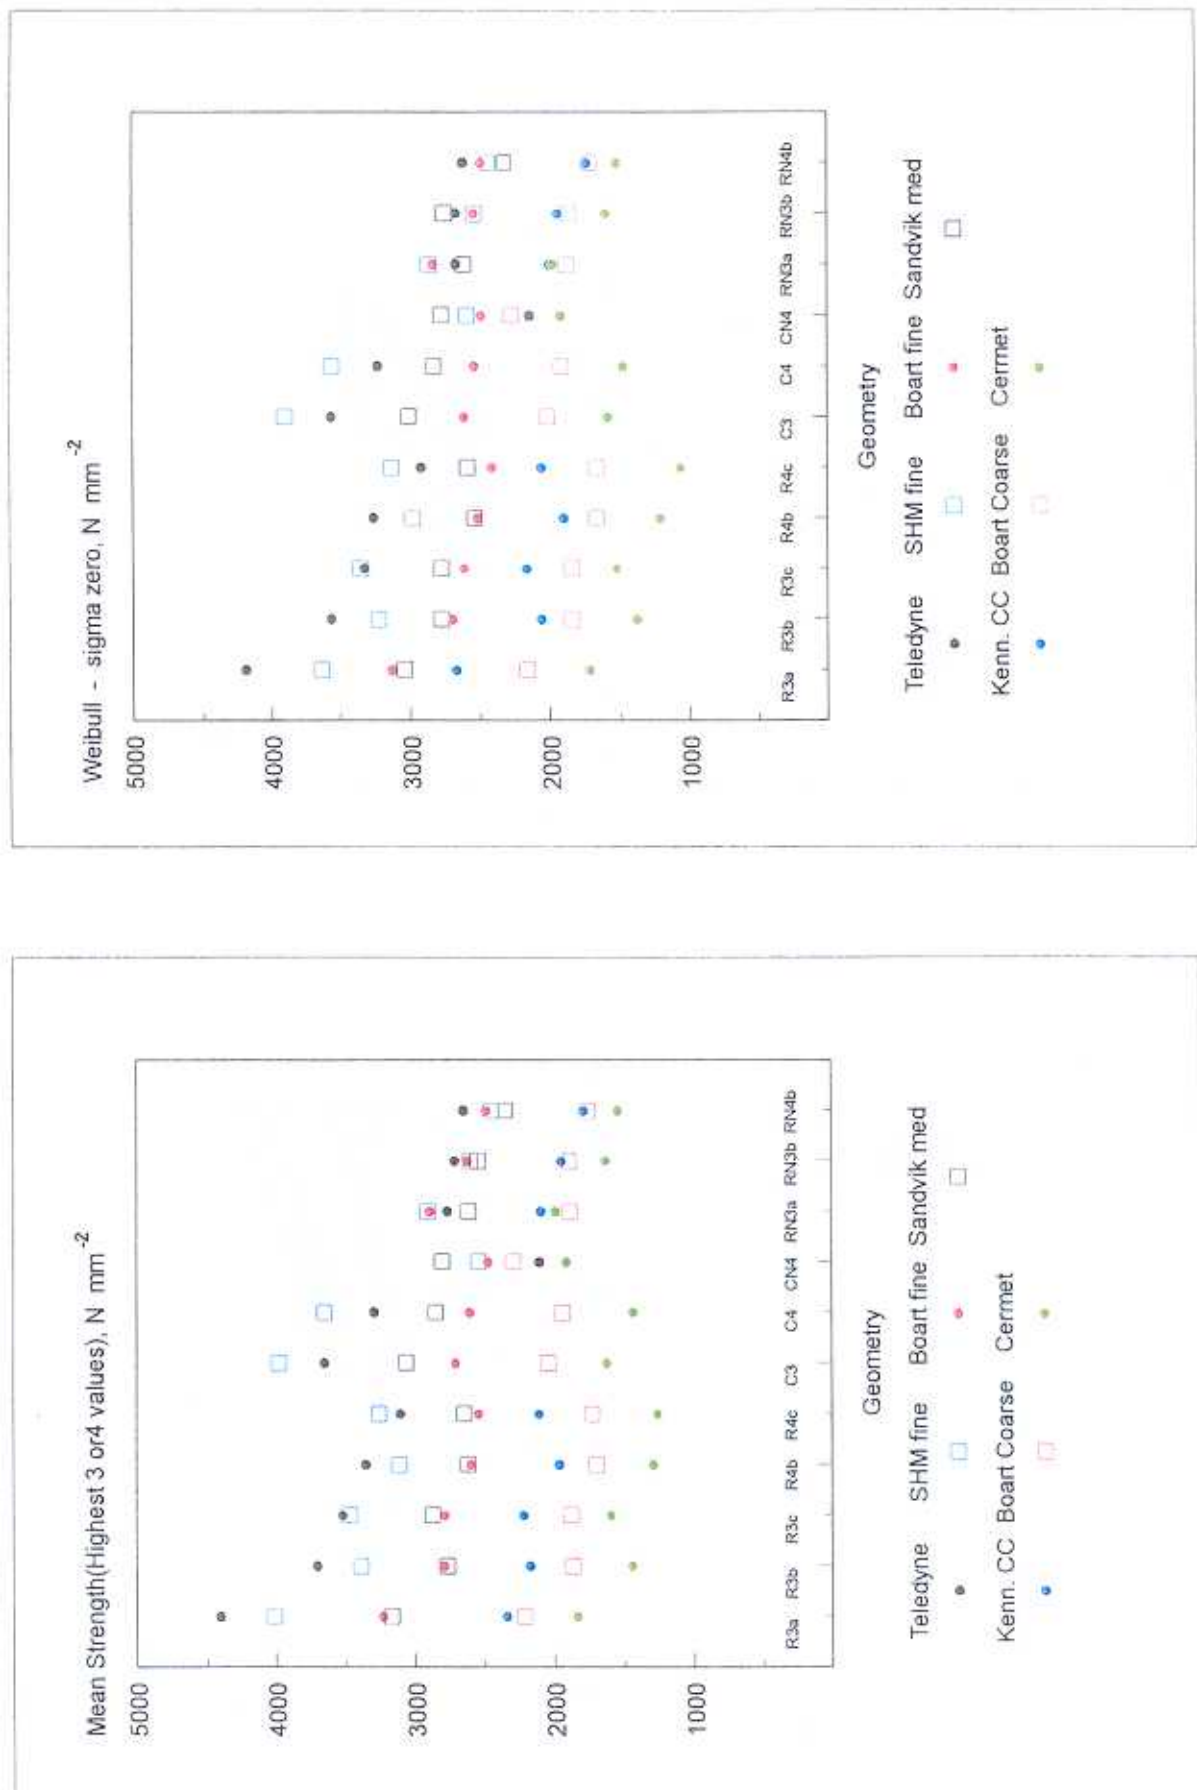 Mean Strength(Highest 3 or4 values), N mm-2
5000
4000
3000
2000
1000
R3a R3b R3c R4b R4c C3 C4 CN4 RN3a RN3b RN4b
Geometry
Teledyne SHM fine Boart fine Sandvik med
Kenn. CC Boart Coarse Cermet
Weibull - sigma zero, N mm-2
5000
4000
3000
2000
1000
R3a R3b R3c R4b R4c C3 C4 CN4 RN3a RN3b RN4b
Geometry
Teledyne SHM fine Boart fine Sandvik med
Kenn. CC Boart Coarse Cermet